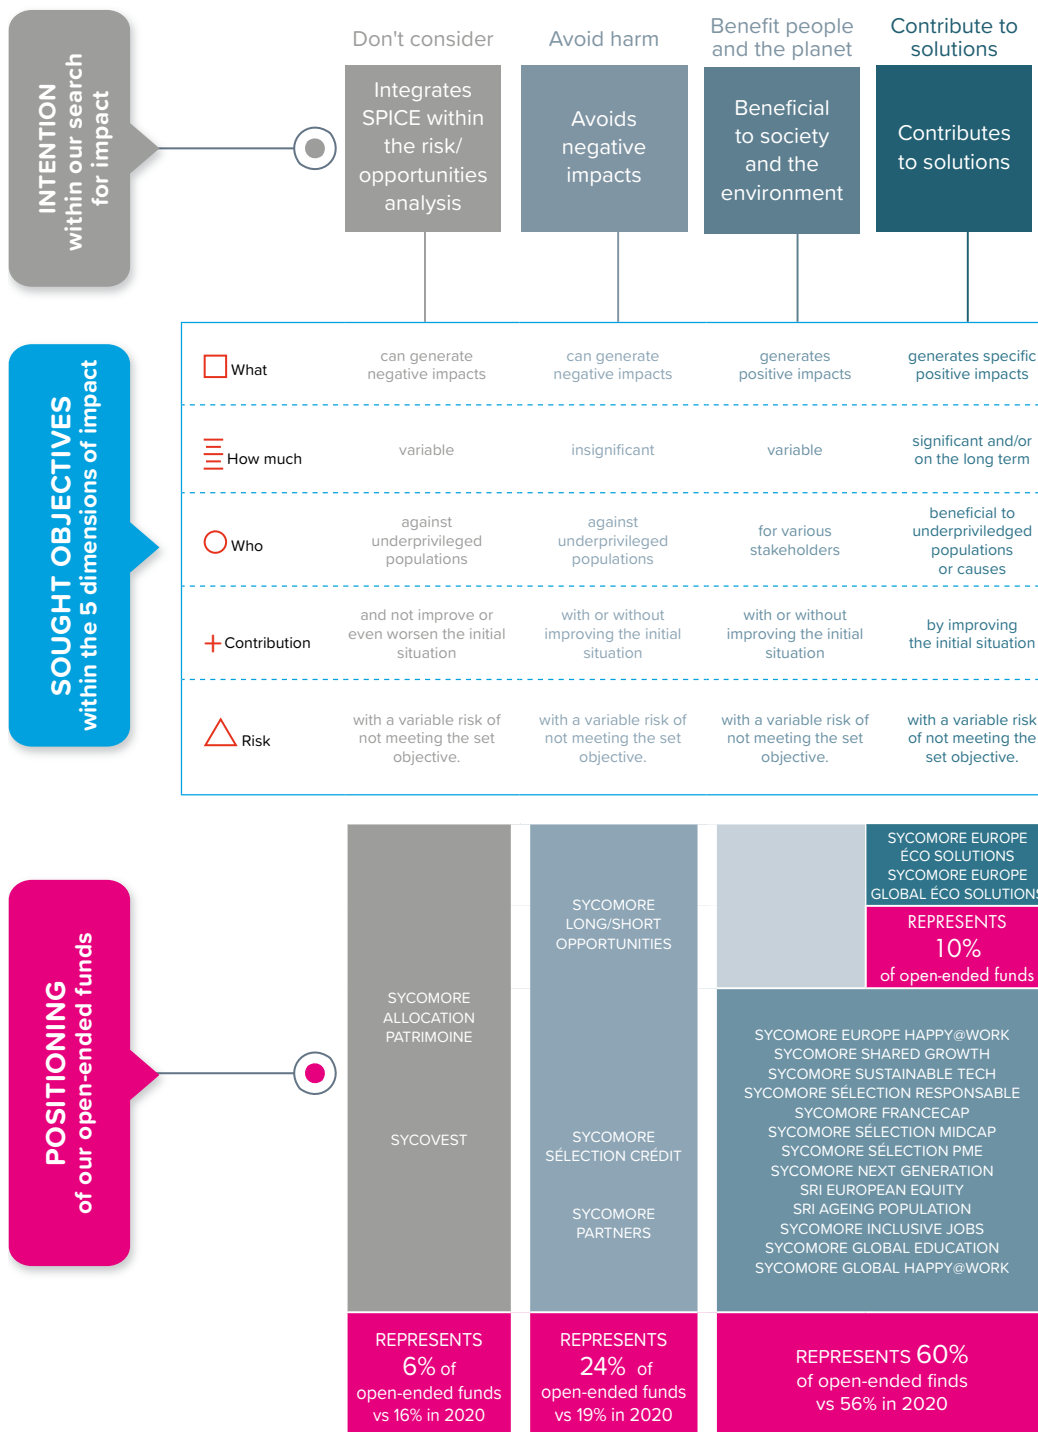 INTENTION
within our search
for impact
Don't consider
Avoid harm
Benefit people
and the planet
Contribute to
solutions
Integrates
SPICE within
the risk/
opportunities
analysis
Avoids
negative
impacts
Beneficial
to society
and the
environment
Contributes
to solutions
SOUGHT OBJECTIVES
within the 5 dimensions of impact
What
can generate
negative impacts
can generate
negative impacts
generates
positive impacts
generates specific
positive impacts
How much
variable
insignificant
variable
significant and/or
on the long term
Who
against
underprivileged
populations
against
underprivileged
populations
for various
stakeholders
beneficial to
underpriviledged
populations
or causes
Contribution
and not improve or
even worsen the initial
situation
with or without
improving the initial
situation
with or without
improving the initial
situation
by improving
the initial situation
Risk
with a variable risk of
not meeting the set
objective.
with a variable risk of
not meeting the set
objective.
with a variable risk of
not meeting the set
objective.
with a variable risk
of not meeting the
set objective.
POSITIONING
of our open-ended funds
SYCOMORE
ALLOCATION
PATRIMOINE
SYCOVEST
REPRESENTS
6% of
open-ended funds
vs 16% in 2020
SYCOMORE
LONG/SHORT
OPPORTUNITIES
SYCOMORE
SÉLECTION CRÉDIT
SYCOMORE
PARTNERS
REPRESENTS
24% of
open-ended funds
vs 19% in 2020
SYCOMORE EUROPE
ÉCO SOLUTIONS
SYCOMORE EUROPE
GLOBAL ÉCO SOLUTIONS
REPRESENTS
10%
of open-ended funds
SYCOMORE EUROPE HAPPY@WORK
SYCOMORE SHARED GROWTH
SYCOMORE SUSTAINABLE TECH
SYCOMORE SÉLECTION RESPONSABLE
SYCOMORE FRANCECAP
SYCOMORE SÉLECTION MIDCAP
SYCOMORE SÉLECTION PME
SYCOMORE NEXT GENERATION
SRI EUROPEAN EQUITY
SRI AGEING POPULATION
SYCOMORE INCLUSIVE JOBS
SYCOMORE GLOBAL EDUCATION
SYCOMORE GLOBAL HAPPY@WORK
REPRESENTS 60%
of open-ended finds
vs 56% in 2020